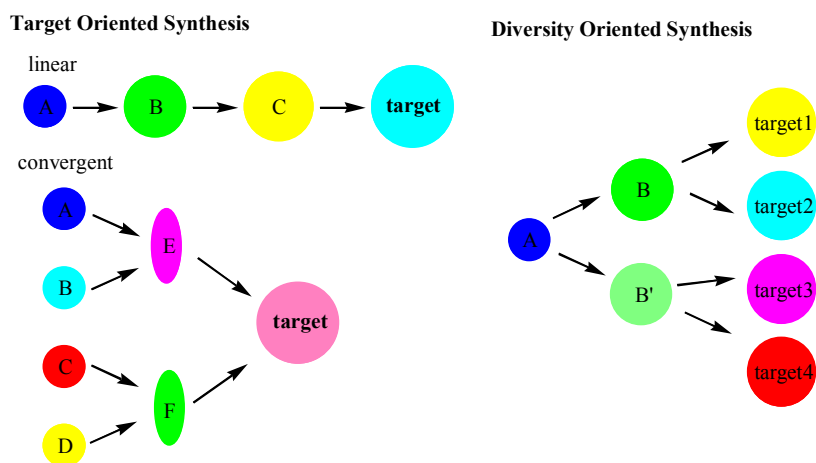 Target Oriented Synthesis
linear
A
B
C
target
convergent
A
B
E
C
D
F
target
Diversity Oriented Synthesis
A
B
B'
target1
target2
target3
target4